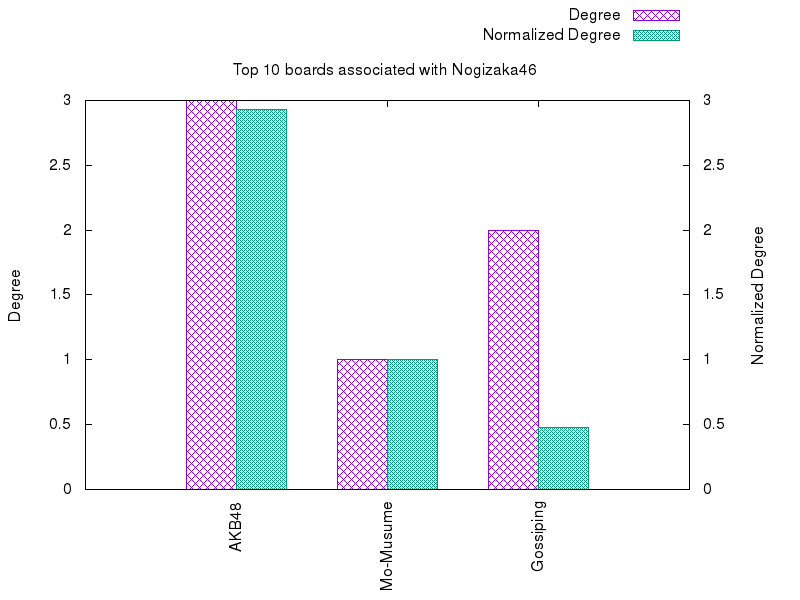 Degree
Normalized Degree
Top 10 boards associated with Nogizaka46
3 3
2.5 2.5
2 2
1.5 1.5
1 1
0.5 0.5
0 0
Degree
Normalized Degree
AKB48
Mo-Musume
Gossiping